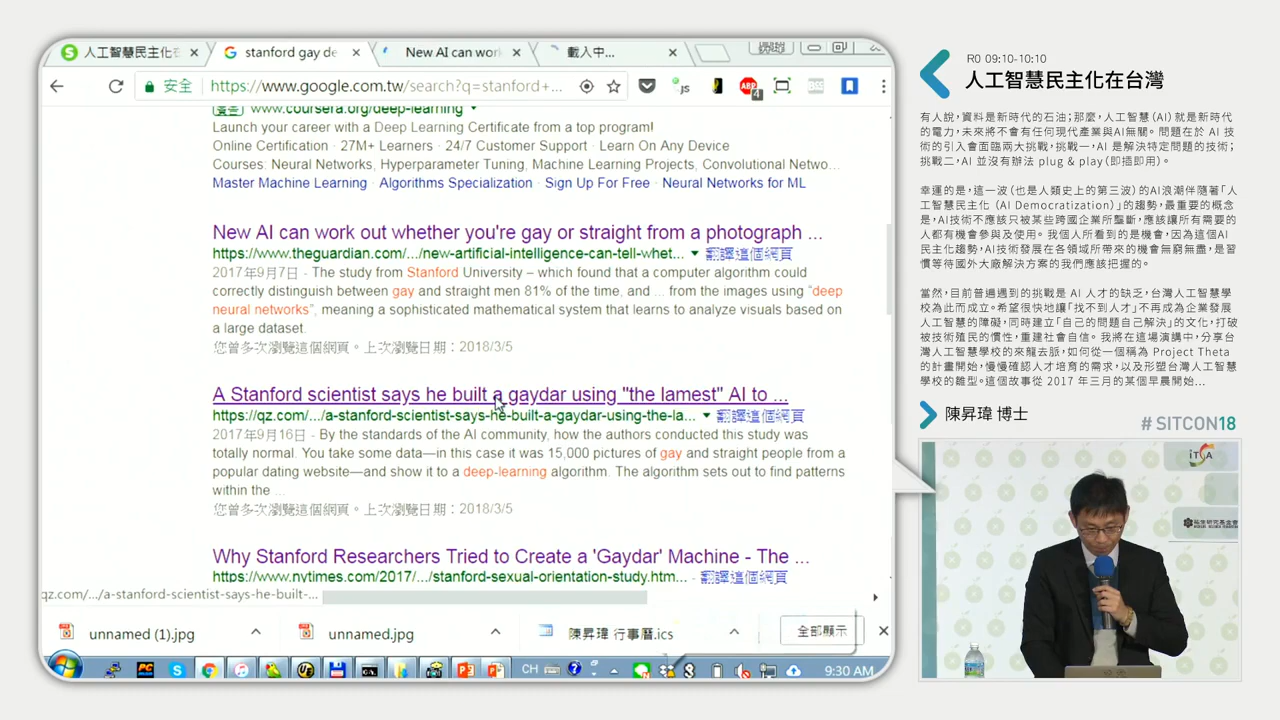 人工智慧民主化在
stanford gay de
New AI can wor
載入中...
安全
https://www.google.com.tw/search?q=stanford+...
www.coursera.org/deep-learning
Launch your career with a Deep Learning Certificate from a top program!
Online Certification · 27M+ Learners · 24/7 Customer Support · Learn On Any Device
Courses: Neural Networks, Hyperparameter Tuning, Machine Learning Projects, Convolutional Netwo...
Master Machine Learning · Algorithms Specialization · Sign Up For Free · Neural Networks for ML
New AI can work out whether you're gay or straight from a photograph ...
https://www.theguardian.com/.../new-artificial-intelligence-can-tell-whet... 翻譯這個網頁
2017年9月7日 - The study from Stanford University – which found that a computer algorithm could
correctly distinguish between gay and straight men 81% of the time, and ... from the images using “deep
neural networks”, meaning a sophisticated mathematical system that learns to analyze visuals based on
a large dataset.
您曾多次瀏覽這個網頁。上次瀏覽日期：2018/3/5
A Stanford scientist says he built a gaydar using "the lamest" AI to ...
https://qz.com/.../a-stanford-scientist-says-he-built-a-gaydar-using-the-la... 翻譯這個網頁
2017年9月16日 - By the standards of the AI community, how the authors conducted this study was
totally normal. You take some data—in this case it was 15,000 pictures of gay and straight people from a
popular dating website—and show it to a deep-learning algorithm. The algorithm sets out to find patterns
within the ...
您曾多次瀏覽這個網頁。上次瀏覽日期：2018/3/5
Why Stanford Researchers Tried to Create a 'Gaydar' Machine - The ...
https://www.nytimes.com/2017/.../stanford-sexual-orientation-study.htm... 翻譯這個網頁
qz.com/.../a-stanford-scientist-says-he-built-...
unnamed (1).jpg
unnamed.jpg
陳昇瑋 行事曆.ics
全部顯示
CH
9:30 AM
R0 09:10-10:10
人工智慧民主化在台灣
有人說，資料是新時代的石油；那麼，人工智慧（AI）就是新時代
的電力，未來將不會有任何現代產業與AI無關。問題在於 AI 技
術的引入會面臨兩大挑戰，挑戰一，AI 是解決特定問題的技術；
挑戰二，AI 並沒有辦法 plug & play（即插即用）。
幸運的是，這一波（也是人類史上的第三波）的AI浪潮伴隨著「人
工智慧民主化（AI Democratization）」的趨勢，最重要的概念
是，AI技術不應該只被某些跨國企業所壟斷，應該讓所有需要的
人都有機會參與及使用。我個人所看到的是機會，因為這個AI
民主化趨勢，AI技術發展在各領域所帶來的機會無窮無盡，是習
慣等待國外大廠解決方案的我們應該把握的。
當然，目前普遍遇到的挑戰是 AI 人才的缺乏，台灣人工智慧學
校為此而成立。希望很快地讓「找不到人才」不再成為企業發展
人工智慧的障礙，同時建立「自己的問題自己解決」的文化，打破
被技術殖民的慣性，重建社會自信。我將在這場演講中，分享台
灣人工智慧學校的來龍去脈，如何從一個稱為 Project Theta
的計劃開始，慢慢確認人才培育的需求，以及形塑台灣人工智慧
學校的雛型。這個故事從 2017 年三月的某個早晨開始...
陳昇瑋 博士
# SITCON18